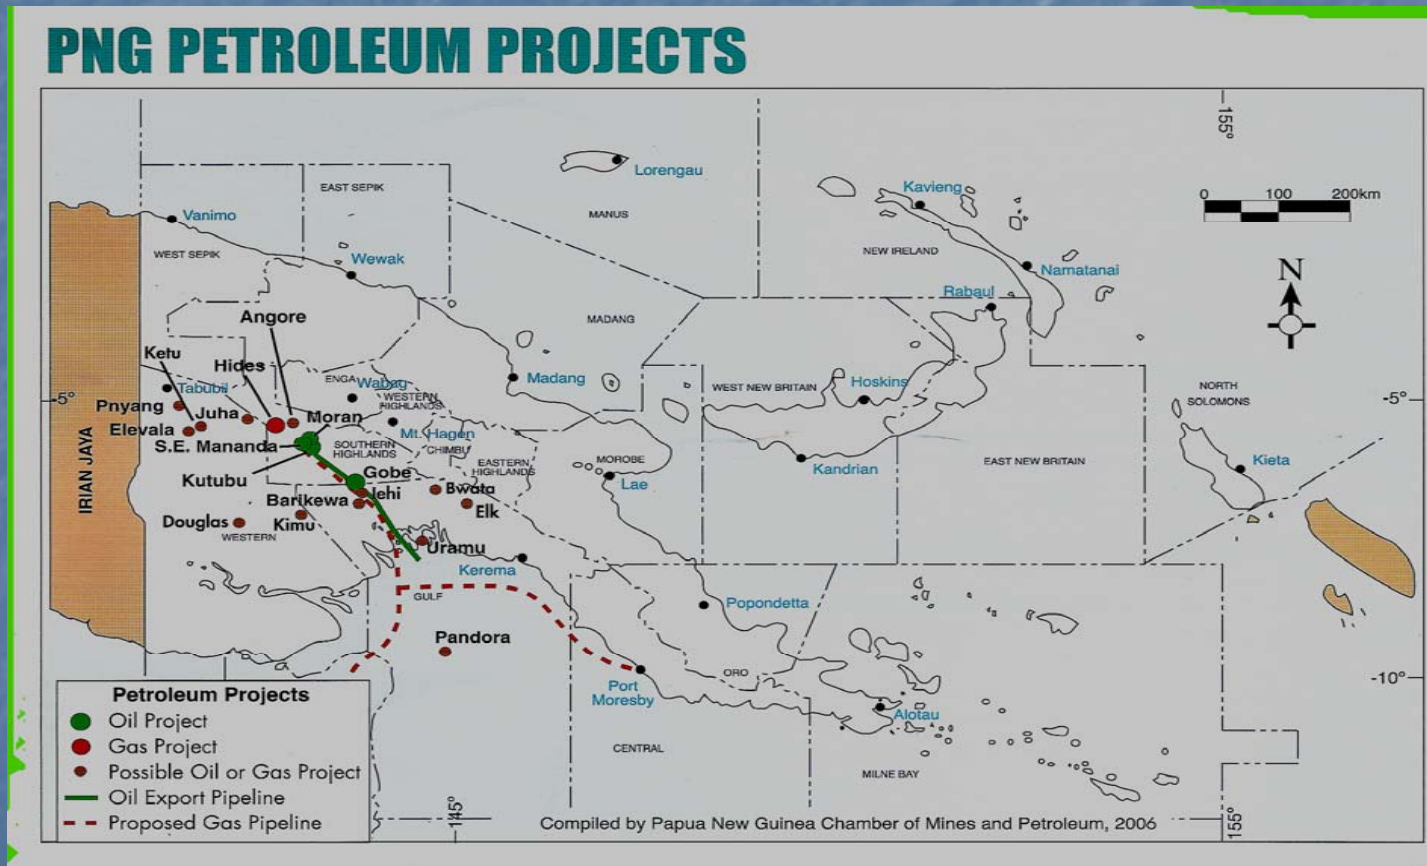 PNG PETROLEUM PROJECTS
155°
Lorengau
Kavieng
0 100 200km
EAST SEPIK
MANUS
Vanimo
WEST SEPIK
NEW IRELAND
Wewak
Namatanai
N
Rabaul
Angore
MADANG
Ketu
Hides
ENGA
Wabag
Madang
Tabubil
WESTERN
HIGHLANDS
WEST NEW BRITAIN
Hoskins
NORTH
SOLOMONS
-5°
-5°
Pnyang
Juha
Moran
Elevala
Mt. Hagen
S.E. Mananda
SOUTHERN
HIGHLANDS
CHIMBU
EASTERN
HIGHLANDS
MOROBE
Kandrian
EAST NEW BRITAIN
Kieta
IRIAN JAYA
Kutubu
Gobe
Lae
Iehi
Bwata
Barikewa
Elk
Douglas
Kimu
WESTERN
Uramu
Kerema
GULF
Popondetta
Pandora
ORO
-10°
Port
Moresby
Alotau
CENTRAL
MILNE BAY
Petroleum Projects
Oil Project
Gas Project
Possible Oil or Gas Project
Oil Export Pipeline
Proposed Gas Pipeline
145°
Compiled by Papua New Guinea Chamber of Mines and Petroleum, 2006
155°